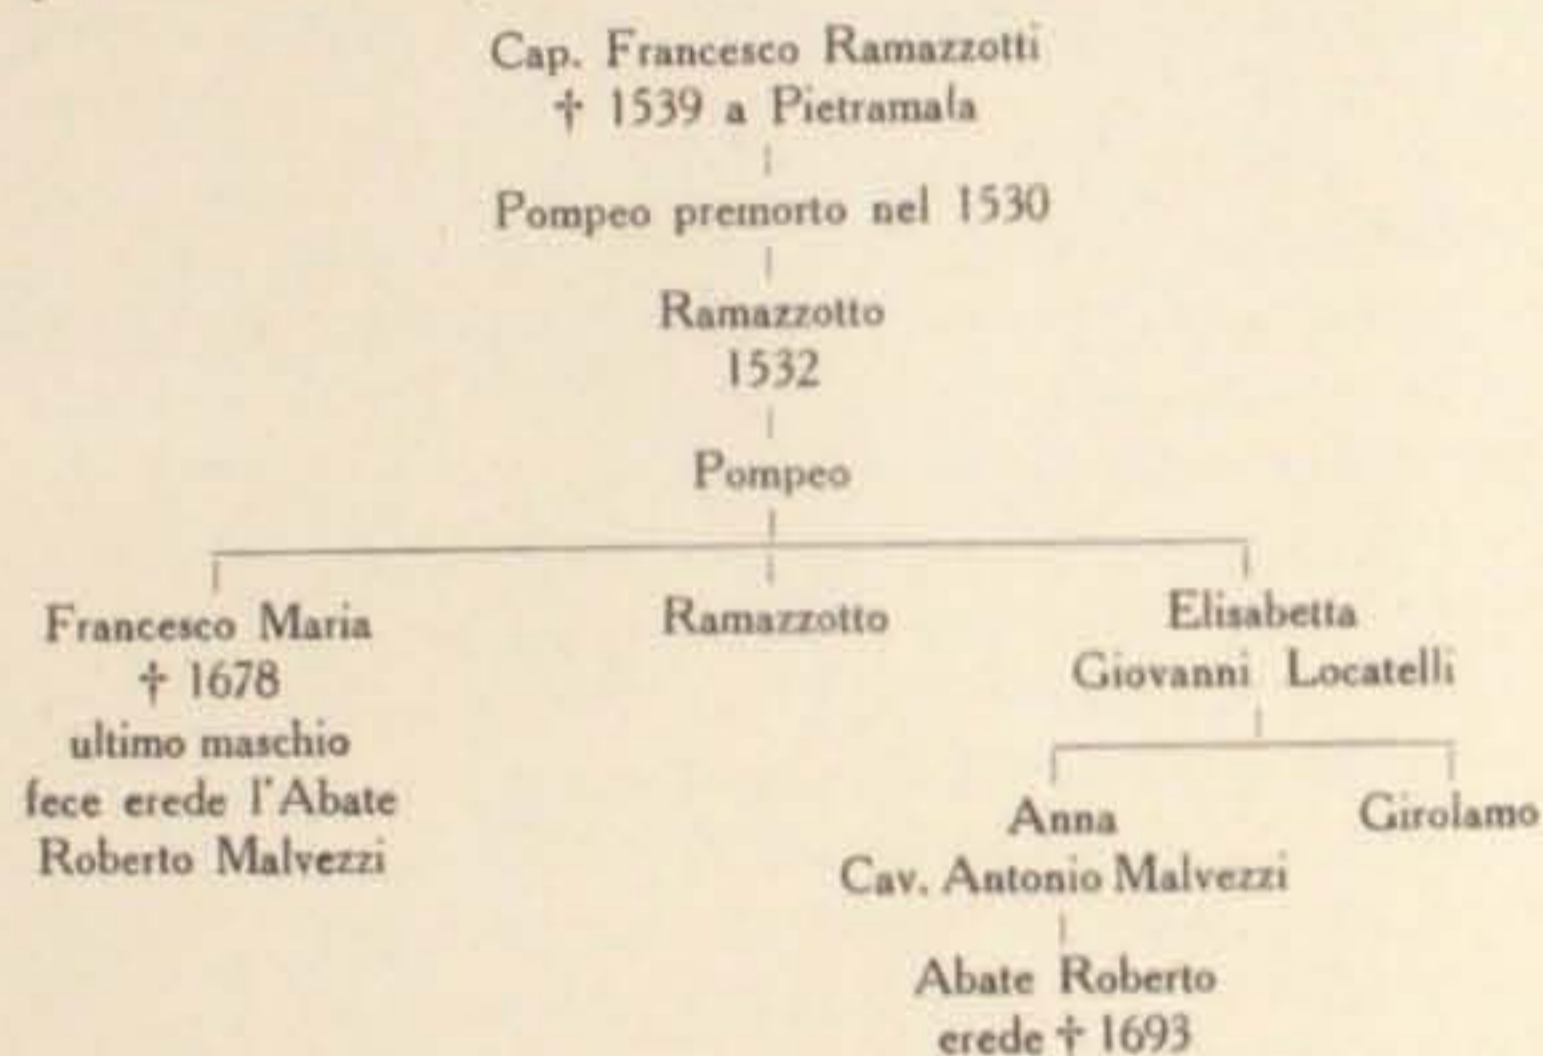 Cap. Francesco Ramazzotti
† 1539 a Pietramala
Pompeo premorto nel 1530
Ramazzotto
1532
Pompeo
Francesco Maria
† 1678
ultimo maschio
fece erede l'Abate
Roberto Malvezzi
Ramazzotto
Elisabetta
Giovanni Locatelli
Anna
Cav. Antonio Malvezzi
Abate Roberto
erede † 1693
Girolamo